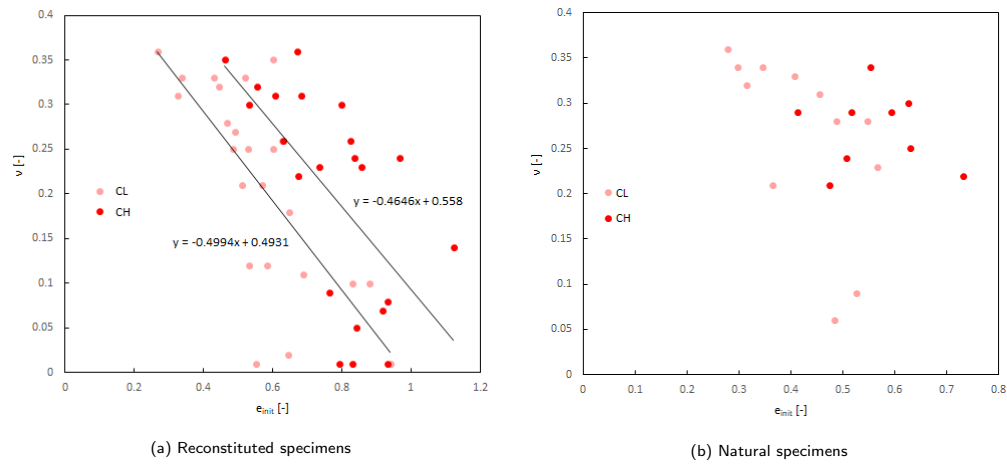 0.4
0.35
0.3
0.25
0.2
0.15
0.1
0.05
0
ν [-]
CL
CH
y = -0.4646x + 0.558
y = -0.4994x + 0.4931
0 0.2 0.4 0.6 0.8 1 1.2
e_init [-]
(a) Reconstituted specimens
0.4
0.35
0.3
0.25
0.2
0.15
0.1
0.05
0
ν [-]
CL
CH
0 0.1 0.2 0.3 0.4 0.5 0.6 0.7 0.8
e_init [-]
(b) Natural specimens